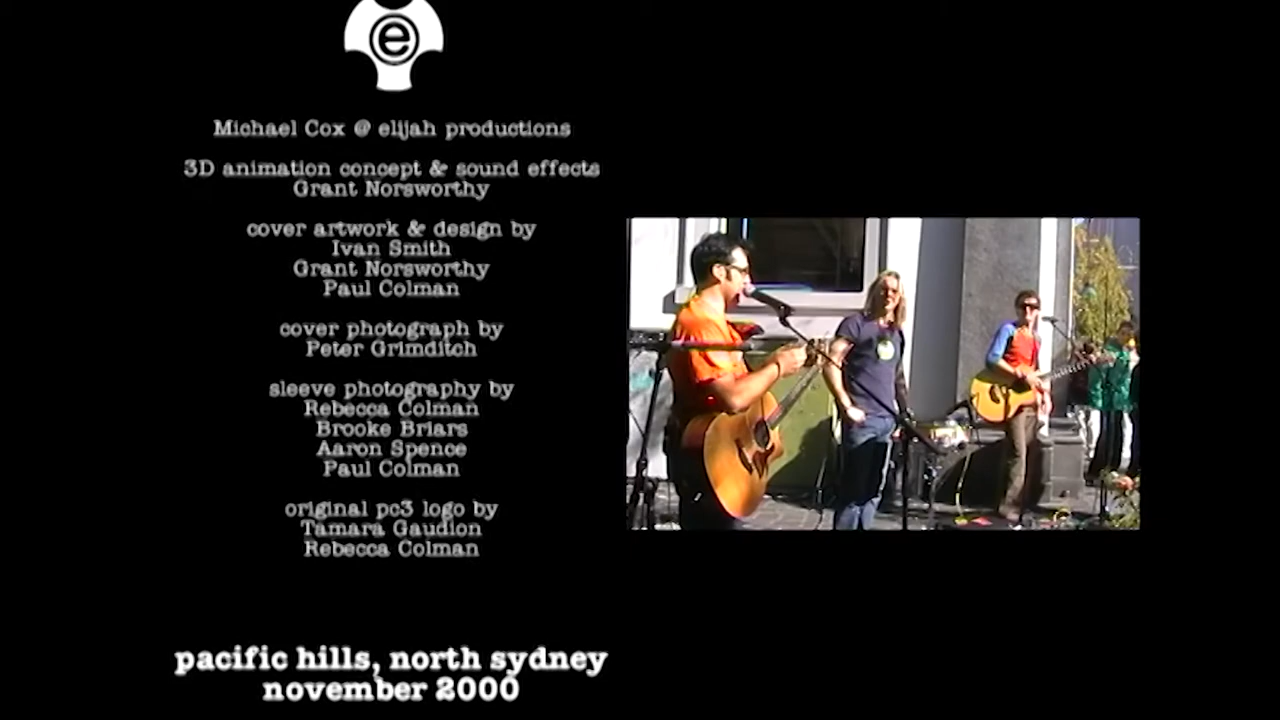 e
Michael Cox @ elijah productions
3D animation concept & sound effects
Grant Norsworthy
cover artwork & design by
Ivan Smith
Grant Norsworthy
Paul Colman
cover photograph by
Peter Grimditch
sleeve photography by
Rebecca Colman
Brooke Briars
Aaron Spence
Paul Colman
original pc3 logo by
Tamara Gaudion
Rebecca Colman
pacific hills, north sydney
november 2000